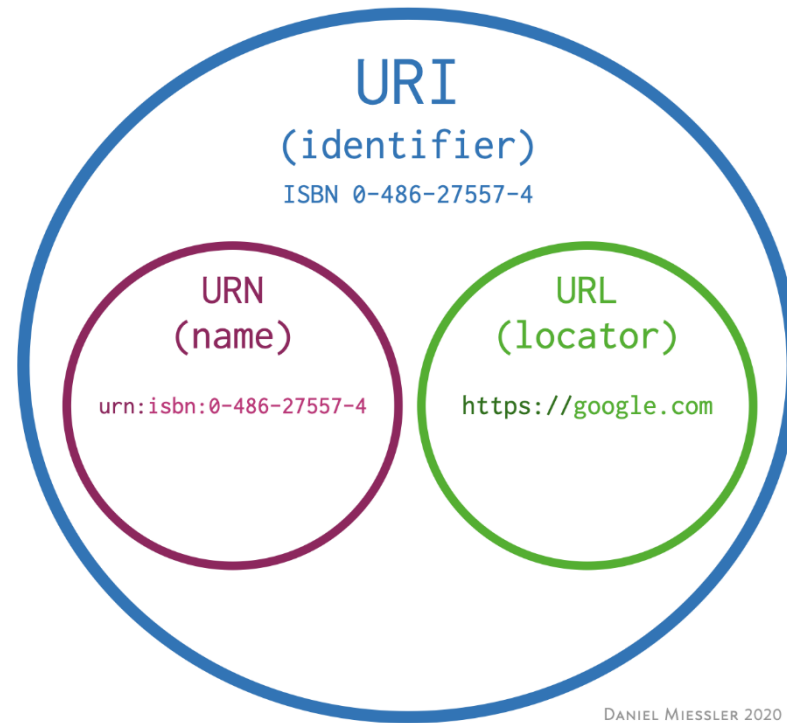 URI
(identifier)
ISBN 0-486-27557-4
URN
(name)
urn:isbn:0-486-27557-4
URL
(locator)
https://google.com
DANIEL MIESSLER 2020